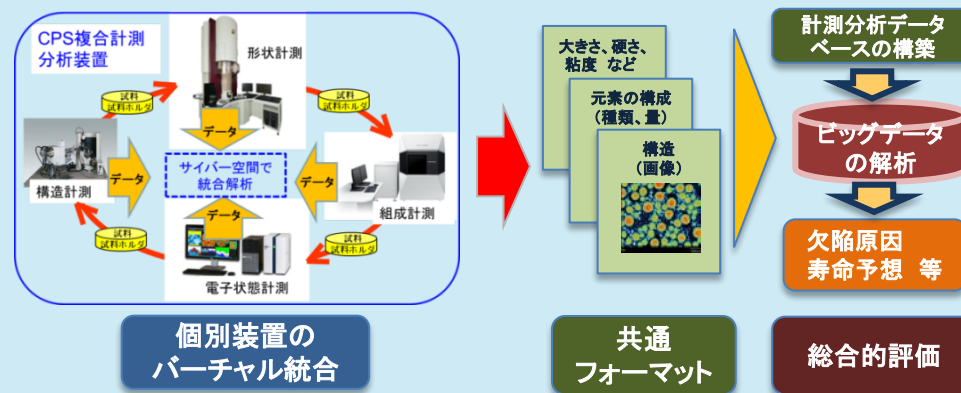 CPS複合計測
分析装置
形状計測
試料
試料ホルダ
試料
試料ホルダ
データ
サイバー空間で
統合解析
データ
データ
構造計測
組成計測
データ
試料
試料ホルダ
試料
試料ホルダ
電子状態計測
個別装置の
バーチャル統合
大きさ、硬さ、
粘度 など
元素の構成
(種類、量)
構造
(画像)
共通
フォーマット
計測分析データ
ベースの構築
ビッグデータ
の解析
欠陥原因
寿命予想 等
総合的評価